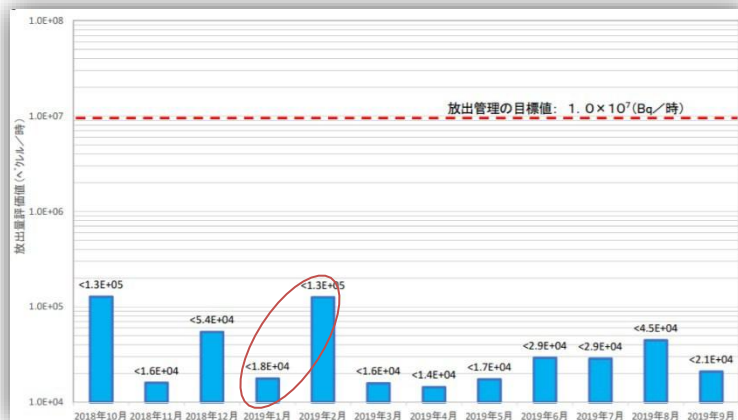 1.0E+08
放出管理の目標値: 1.0×10⁷(Bq/時)
1.0E+07
放出量評価値(ベクレル/時)
1.0E+06
<1.3E+05
<1.3E+05
1.0E+05
<5.4E+04
<4.5E+04
<2.9E+04
<2.9E+04
<1.6E+04
<1.8E+04
<1.6E+04
<1.4E+04
<1.7E+04
<2.1E+04
1.0E+04
2018年10月 2018年11月 2018年12月 2019年1月 2019年2月 2019年3月 2019年4月 2019年5月 2019年6月 2019年7月 2019年8月 2019年9月